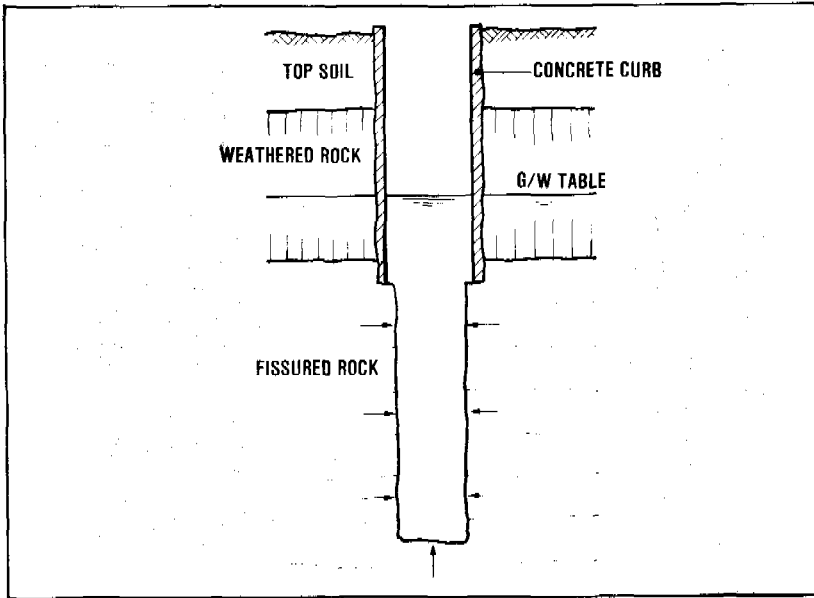 TOP SOIL
CONCRETE CURB
WEATHERED ROCK
G/W TABLE
FISSURED ROCK